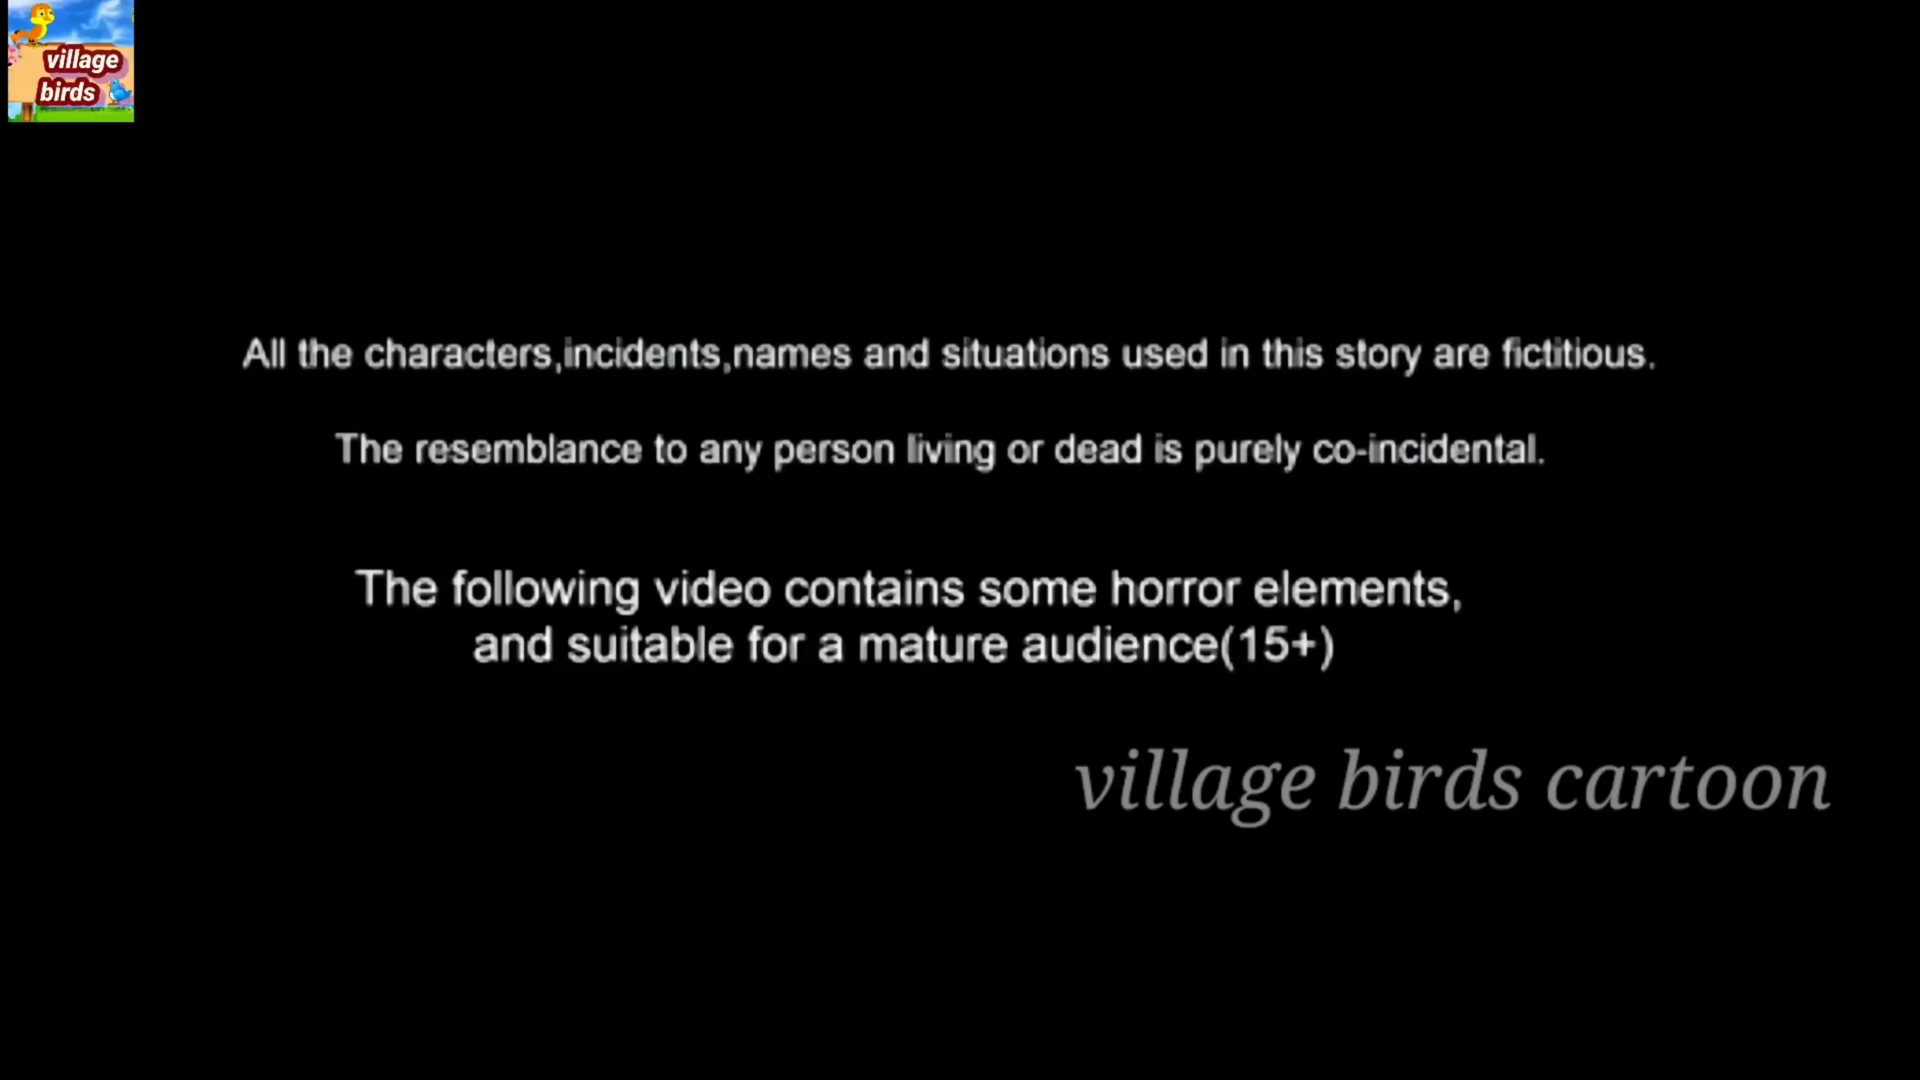 village
birds
All the characters,incidents,names and situations used in this story are fictitious.
The resemblance to any person living or dead is purely co-incidental.
The following video contains some horror elements,
and suitable for a mature audience(15+)
village birds cartoon